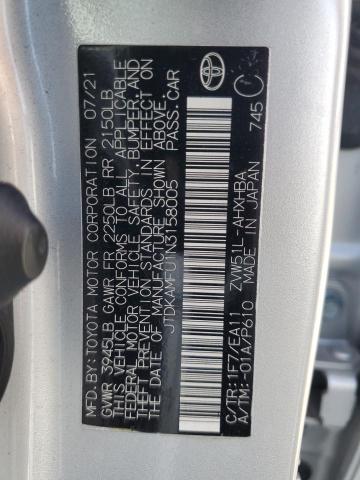 MFD.BY:TOYOTA MOTOR CORPORATION 07/21
GVWR 3945LB GAWR FR 2250LB RR 2150LB
THIS VEHICLE CONFORMS TO ALL APPLICABLE
FEDERAL MOTOR VEHICLE SAFETY,BUMPER,AND
THEFT PREVENTION STANDARDS IN EFFECT ON
THE DATE OF MANUFACTURE SHOWN ABOVE.
JTDKAMFU11N3158005 PASS.CAR
ZVW51L-AHXHBA
C/TR:1F7/EA11
A/TM:-01A/P610 MADE IN JAPAN 745 C